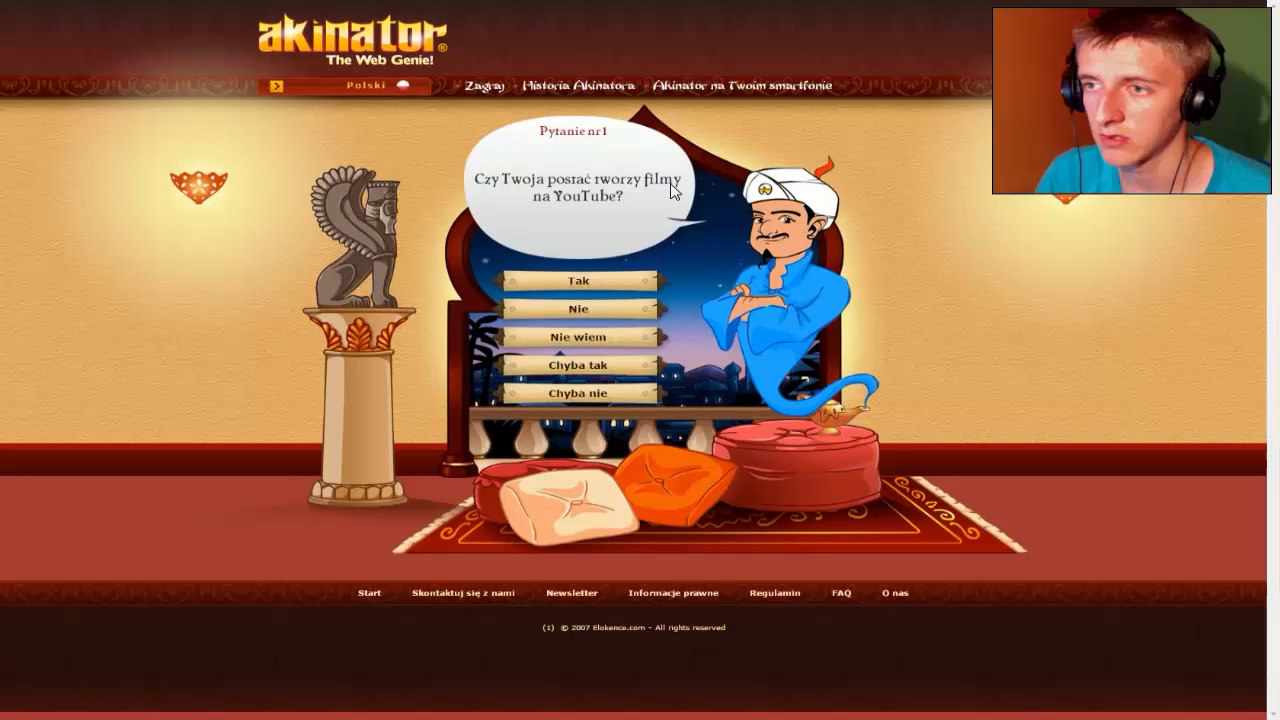 akinator®
The Web Genie!
Polski
Zagraj
Historia Akinatora
Akinator na Twoim smartfonie
Pytanie nr 1
Czy Twoja postać tworzy filmy
na YouTube?
Tak
Nie
Nie wiem
Chyba tak
Chyba nie
Start
Skontaktuj się z nami
Newsletter
Informacje prawne
Regulamin
FAQ
O nas
(1) © 2007 Elokence.com - All rights reserved